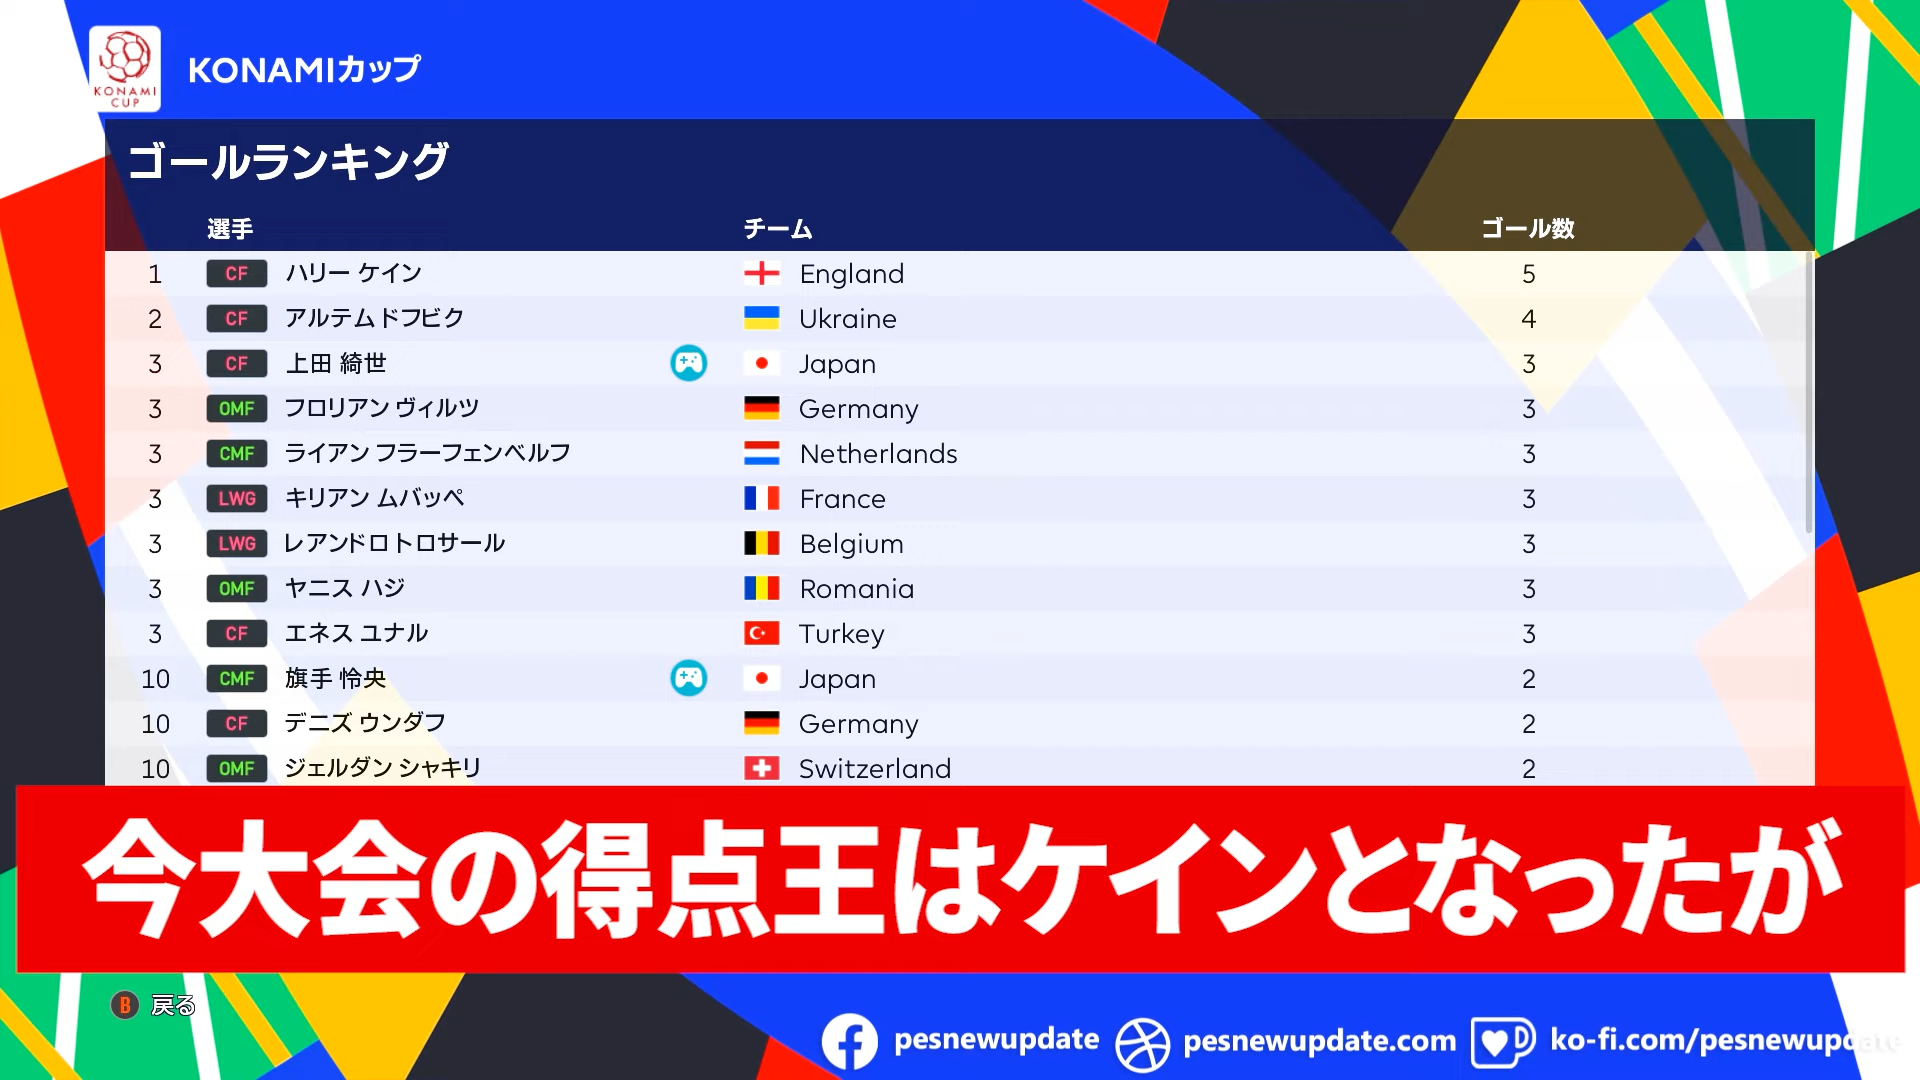 KONAMI
CUP
KONAMIカップ
ゴールランキング
選手 チーム ゴール数
1 CF ハリー ケイン England 5
2 CF アルテム ドフビク Ukraine 4
3 CF 上田 綺世 Japan 3
3 OMF フロリアン ヴィルツ Germany 3
3 CMF ライアン フラーフェンベルフ Netherlands 3
3 LWG キリアン ムバッペ France 3
3 LWG レアンドロ トロサール Belgium 3
3 OMF ヤニス ハジ Romania 3
3 CF エネス ユナル Turkey 3
10 CMF 旗手 怜央 Japan 2
10 CF デニズ ウンダフ Germany 2
10 OMF ジェルダン シャキリ Switzerland 2
今大会の得点王はケインとなったが
B 戻る
pesnewupdate pesnewupdate.com ko-fi.com/pesnewupdate